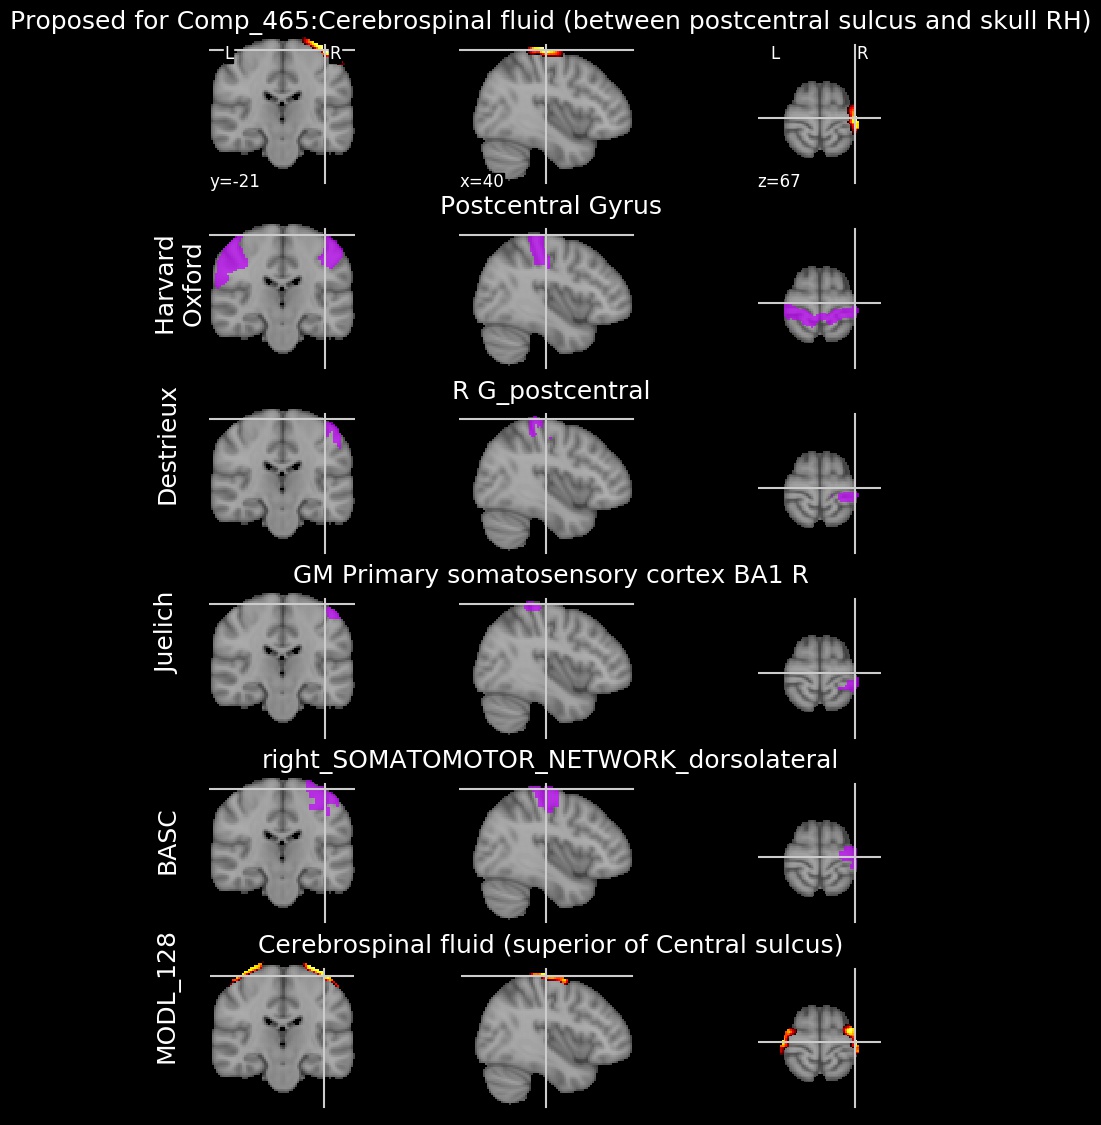 Proposed for Comp_465:Cerebrospinal fluid (between postcentral sulcus and skull RH)
L R
L R
y=-21 x=40 z=67
Postcentral Gyrus
Harvard
Oxford
R G_postcentral
Destrieux
GM Primary somatosensory cortex BA1 R
Juelich
right_SOMATOMOTOR_NETWORK_dorsolateral
BASC
Cerebrospinal fluid (superior of Central sulcus)
MODL_128